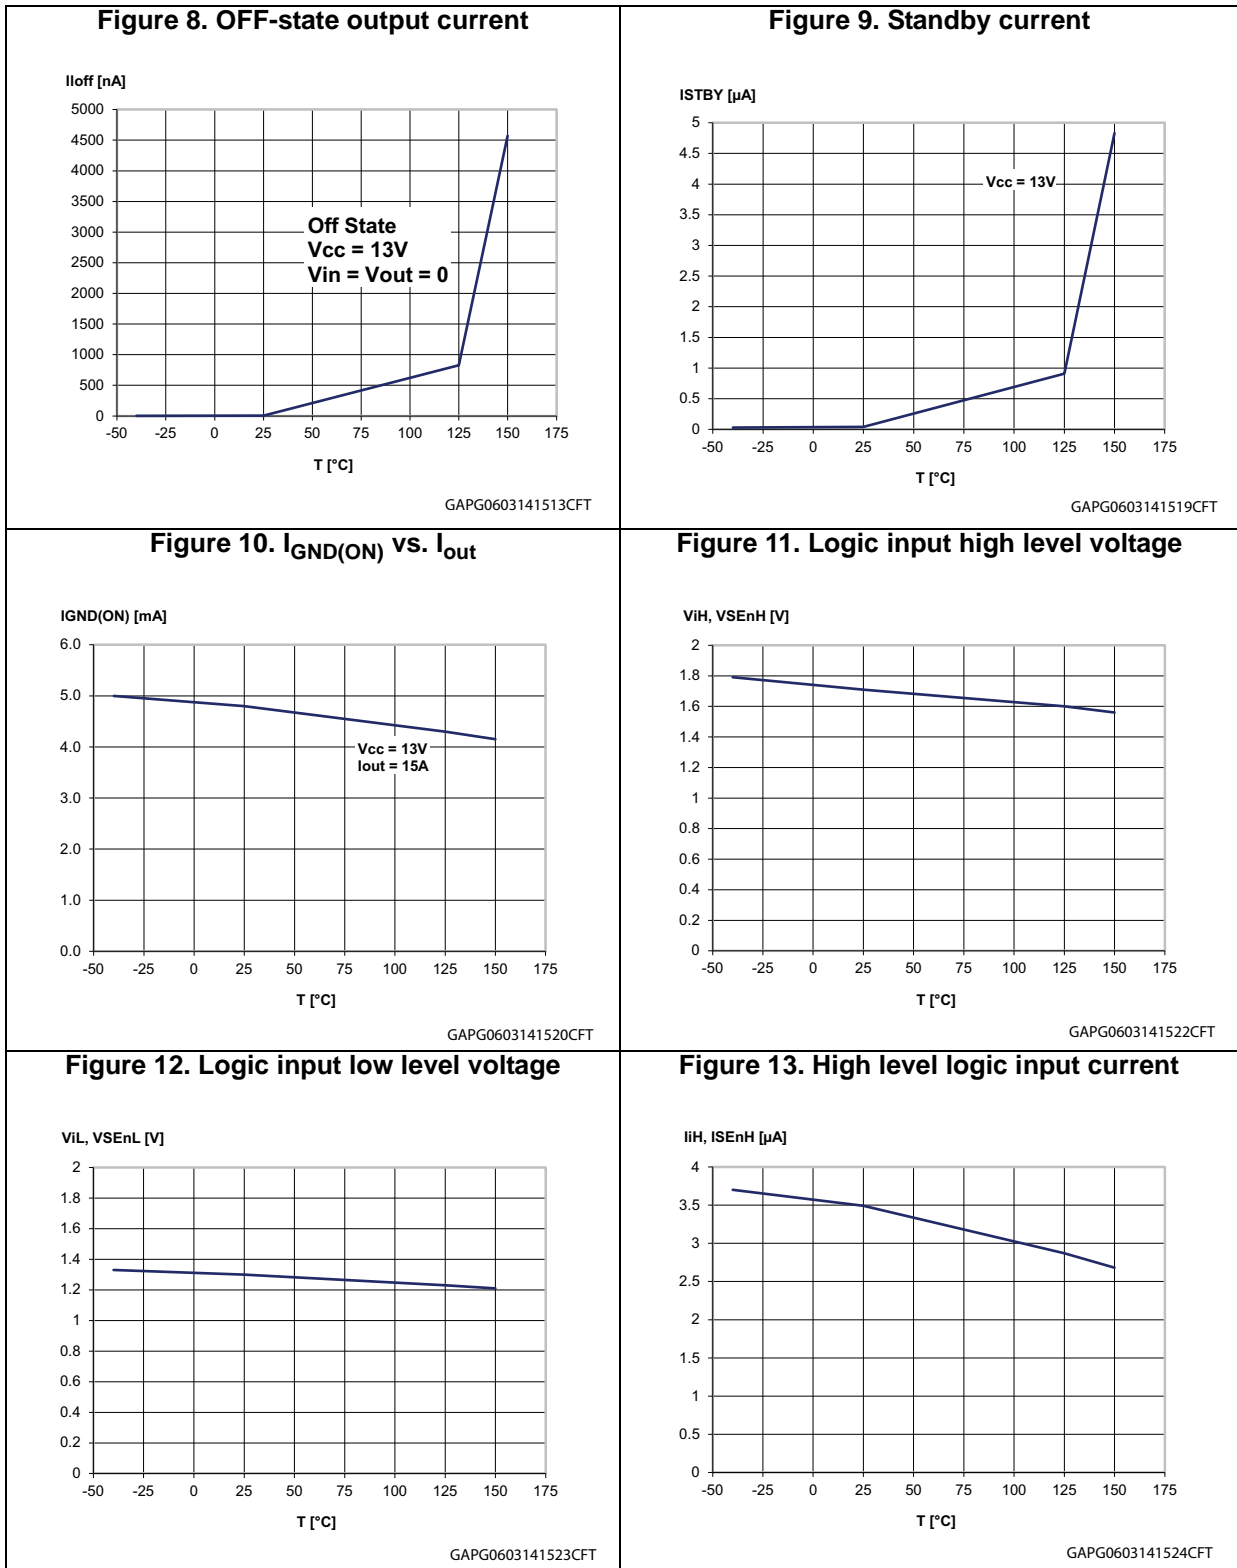 Figure 8. OFF-state output current
Iloff [nA]
5000
4500
4000
3500
3000
2500
2000
1500
1000
500
0
Off State
Vcc = 13V
Vin = Vout = 0
-50 -25 0 25 50 75 100 125 150 175
T [°C]
GAPG0603141513CFT
Figure 9. Standby current
ISTBY [µA]
5
4.5
4
3.5
3
2.5
2
1.5
1
0.5
0
Vcc = 13V
-50 -25 0 25 50 75 100 125 150 175
T [°C]
GAPG0603141519CFT
Figure 10. IGND(ON) vs. Iout
IGND(ON) [mA]
6.0
5.0
4.0
3.0
2.0
1.0
0.0
Vcc = 13V
Iout = 15A
-50 -25 0 25 50 75 100 125 150 175
T [°C]
GAPG0603141520CFT
Figure 11. Logic input high level voltage
ViH, VSEnH [V]
2
1.8
1.6
1.4
1.2
1
0.8
0.6
0.4
0.2
0
-50 -25 0 25 50 75 100 125 150 175
T [°C]
GAPG0603141522CFT
Figure 12. Logic input low level voltage
ViL, VSEnL [V]
2
1.8
1.6
1.4
1.2
1
0.8
0.6
0.4
0.2
0
-50 -25 0 25 50 75 100 125 150 175
T [°C]
GAPG0603141523CFT
Figure 13. High level logic input current
IiH, ISEnH [µA]
4
3.5
3
2.5
2
1.5
1
0.5
0
-50 -25 0 25 50 75 100 125 150 175
T [°C]
GAPG0603141524CFT